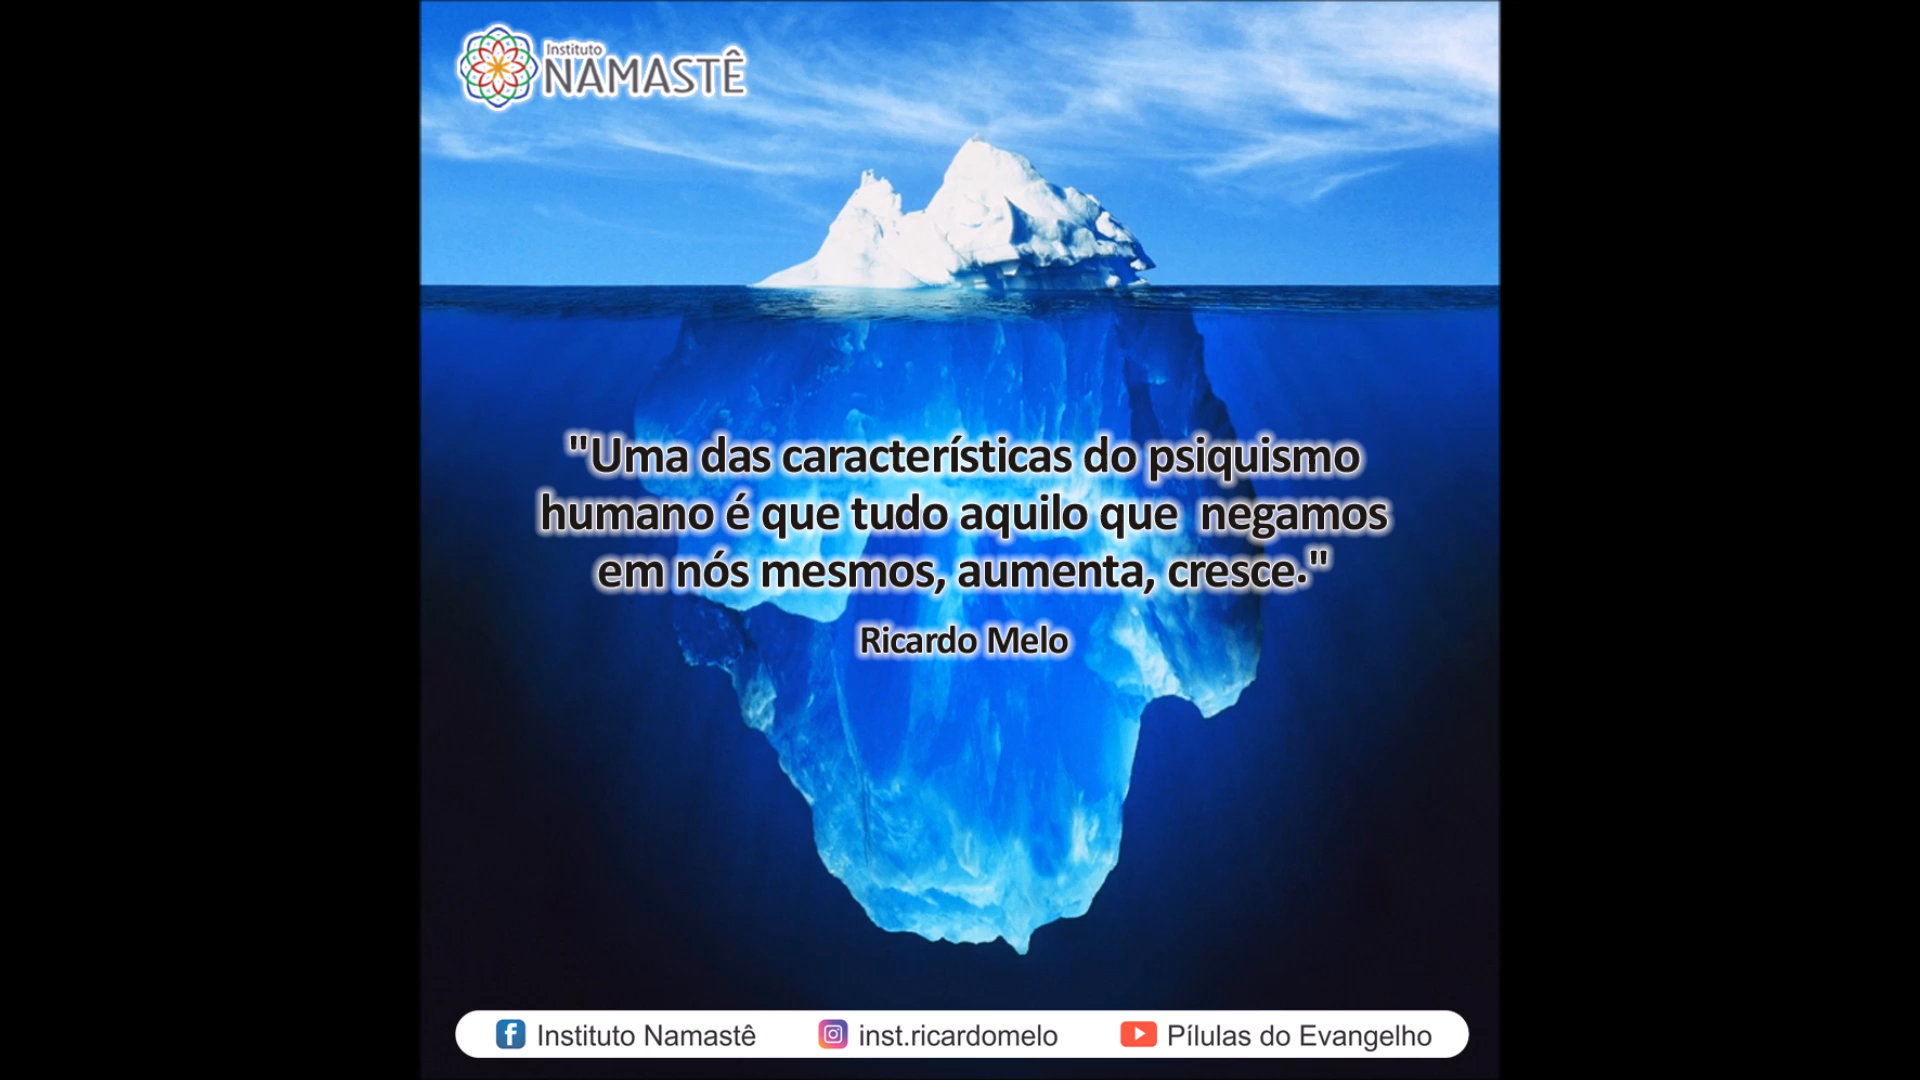 Instituto
NAMASTÊ
"Uma das características do psiquismo
humano é que tudo aquilo que  negamos
em nós mesmos, aumenta, cresce."
Ricardo Melo
Instituto Namastê
inst.ricardomelo
Pílulas do Evangelho